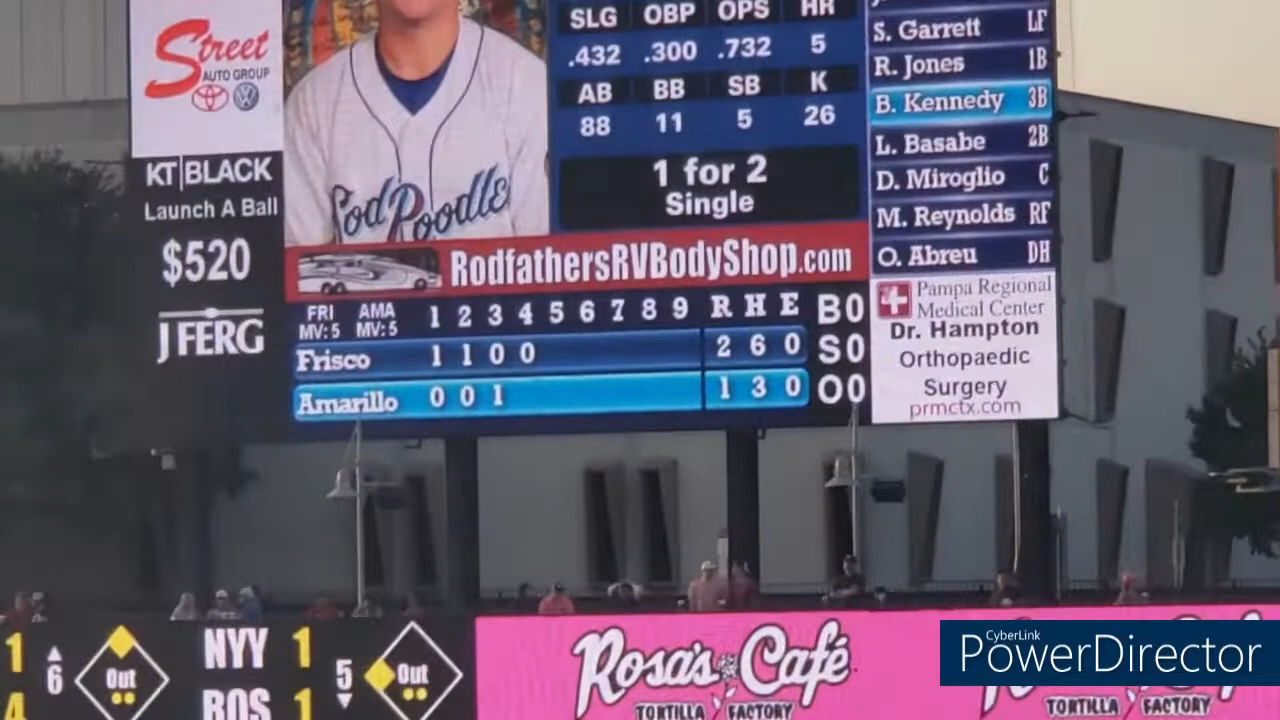 Street
AUTO GROUP
KT|BLACK
Launch A Ball
$520
J FERG
Sod Poodles
SLG OBP OPS HR
.432 .300 .732 5
AB BB SB K
88 11 5 26
1 for 2
Single
S. Garrett LF
R. Jones 1B
B. Kennedy 3B
L. Basabe 2B
D. Miroglio C
M. Reynolds RF
O. Abreu DH
RodfathersRVBodyShop.com
FRI AMA 1 2 3 4 5 6 7 8 9 R H E B0
MV: 5 MV: 5
Frisco 1 1 0 0 2 6 0 S0
Amarillo 0 0 1 1 3 0 O0
Pampa Regional
Medical Center
Dr. Hampton
Orthopaedic
Surgery
prmctx.com
1 6 Out NYY 1 5 Out
4 BOS 1
Rosa's Café
TORTILLA FACTORY
TORTILLA FACTORY
CyberLink
PowerDirector